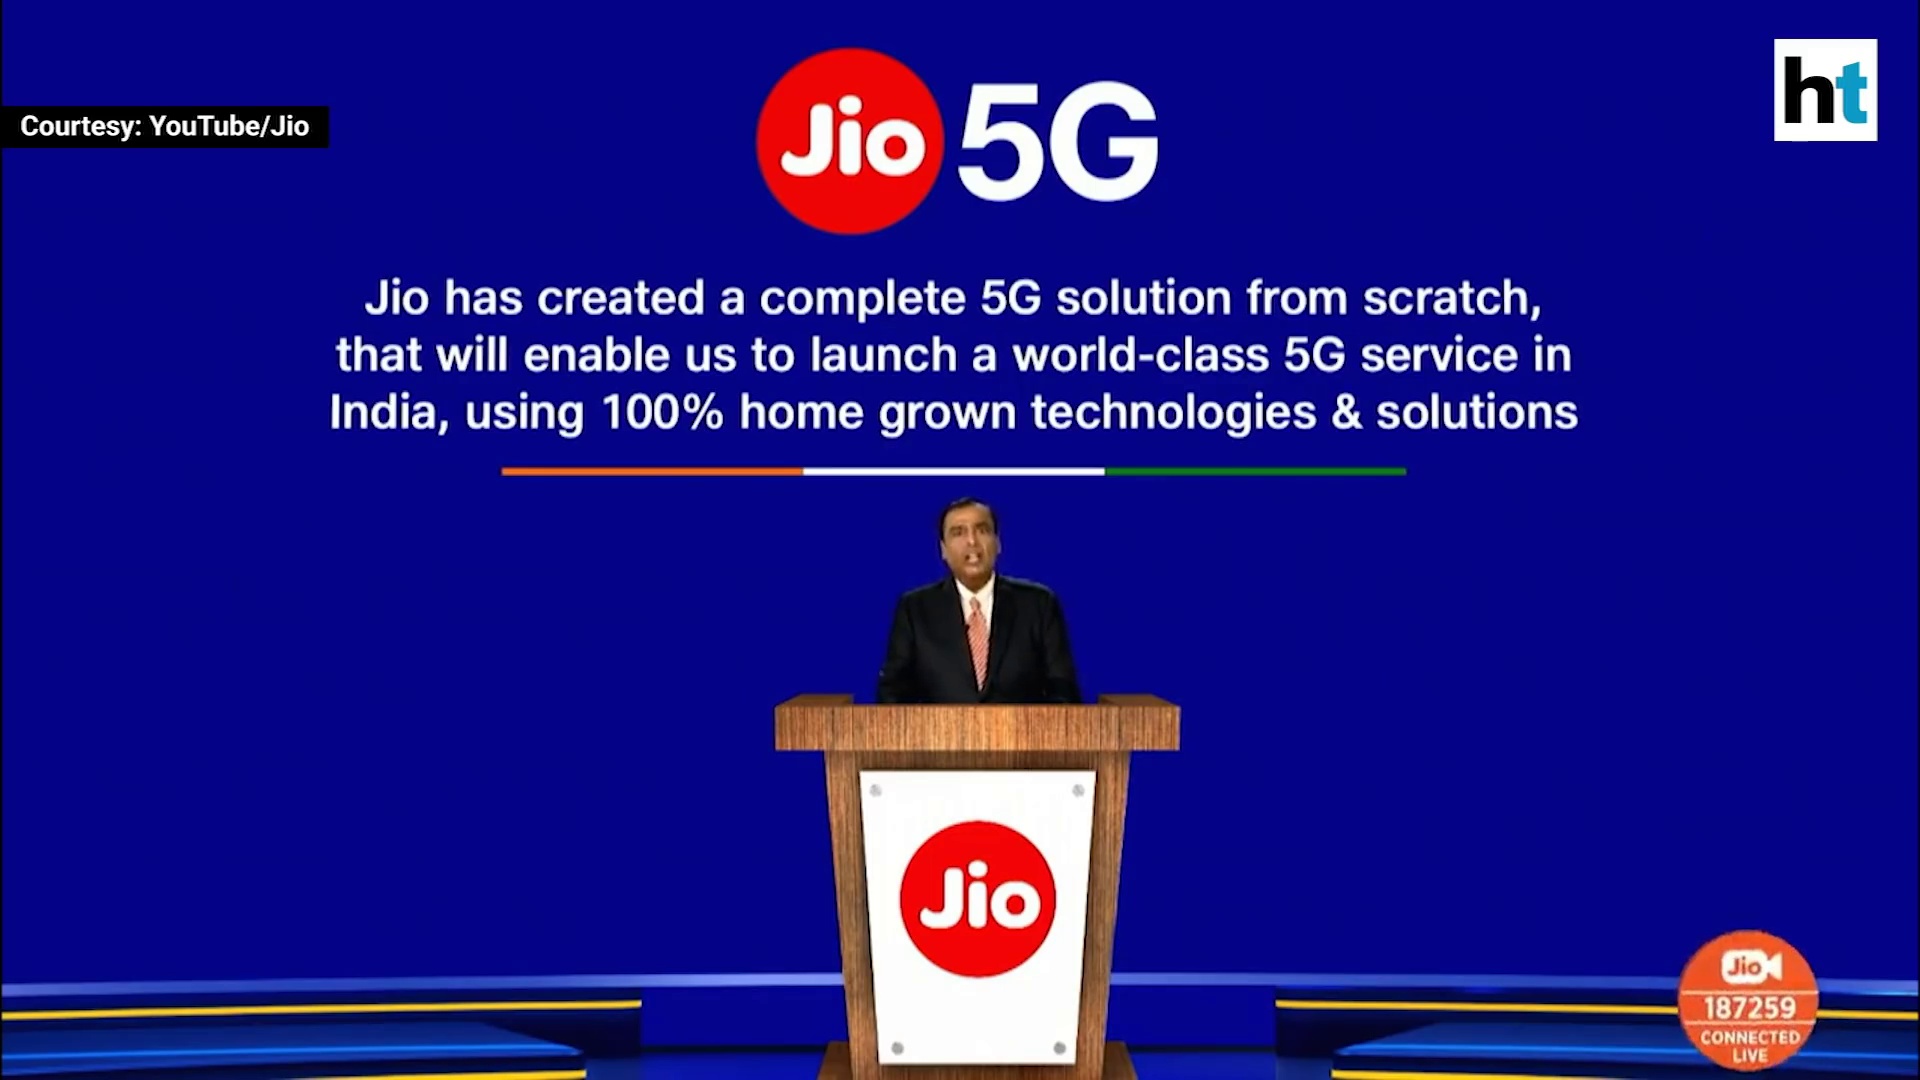 Jio 5G
ht
Courtesy: YouTube/Jio
Jio has created a complete 5G solution from scratch,
that will enable us to launch a world-class 5G service in
India, using 100% home grown technologies & solutions
Jio
Jio
187259
CONNECTED
LIVE